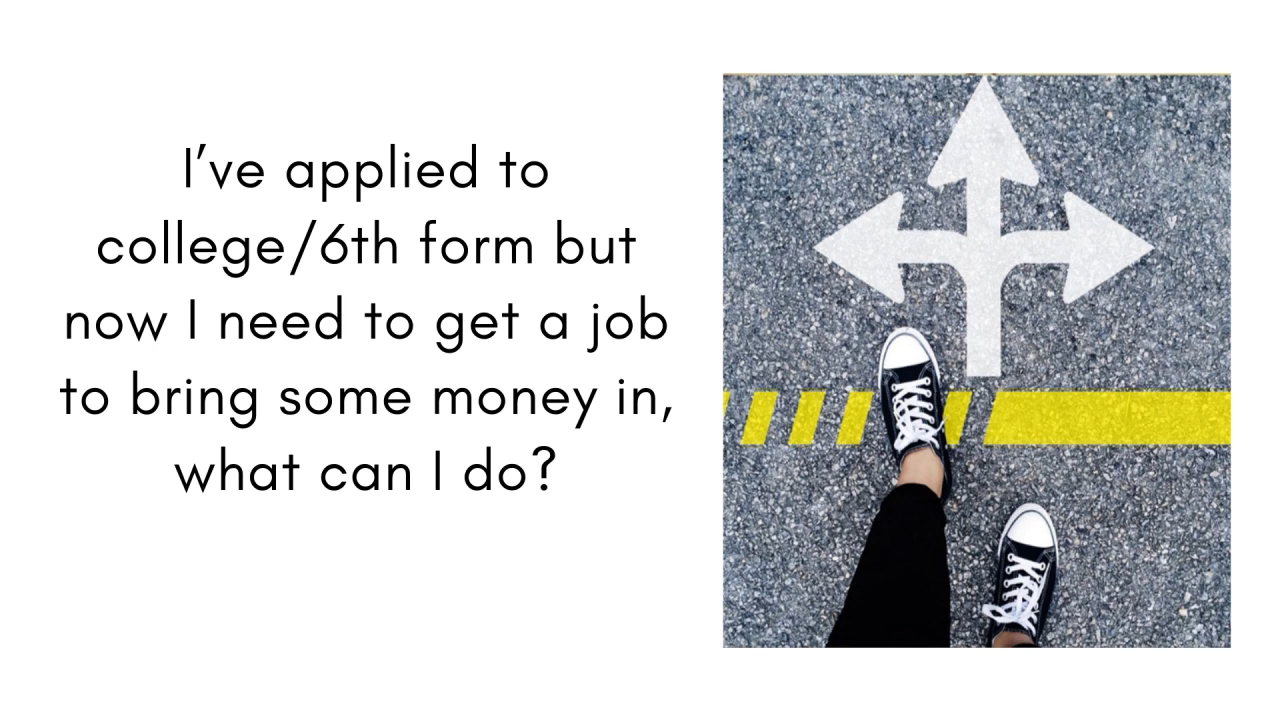 I’ve applied to
college/6th form but
now I need to get a job
to bring some money in,
what can I do?